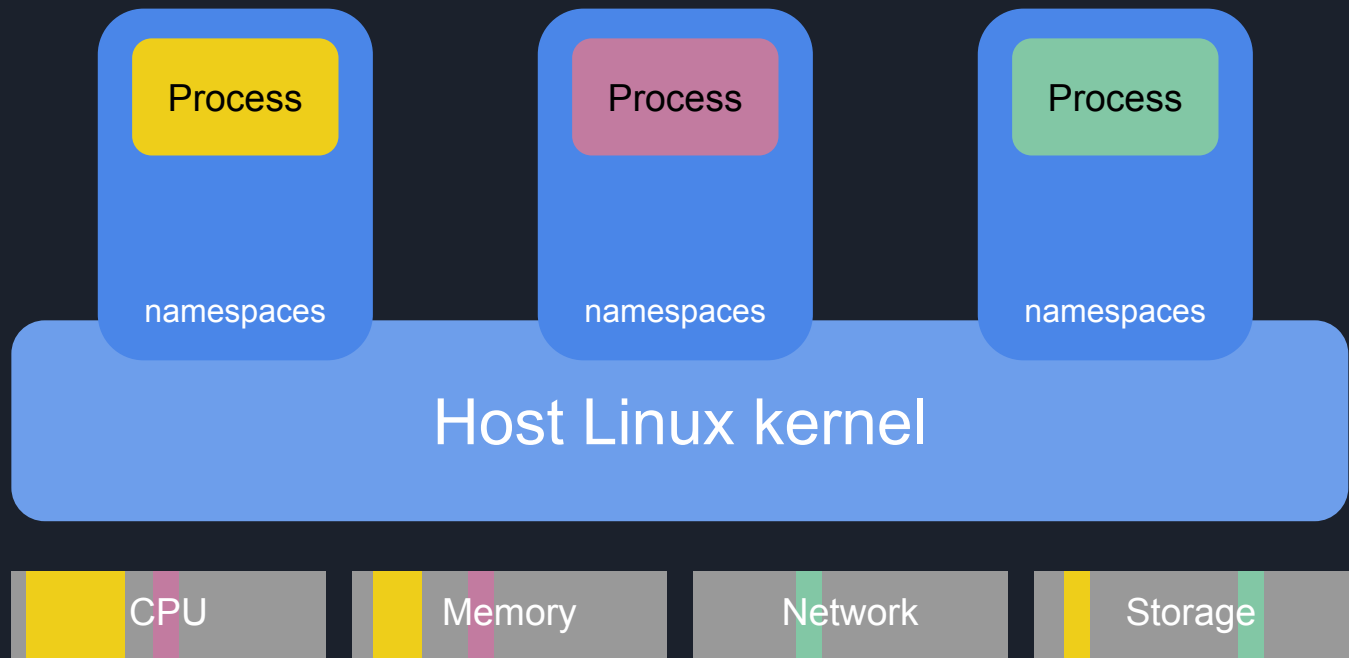 Process
Process
Process
namespaces
namespaces
namespaces
Host Linux kernel
CPU
Memory
Network
Storage